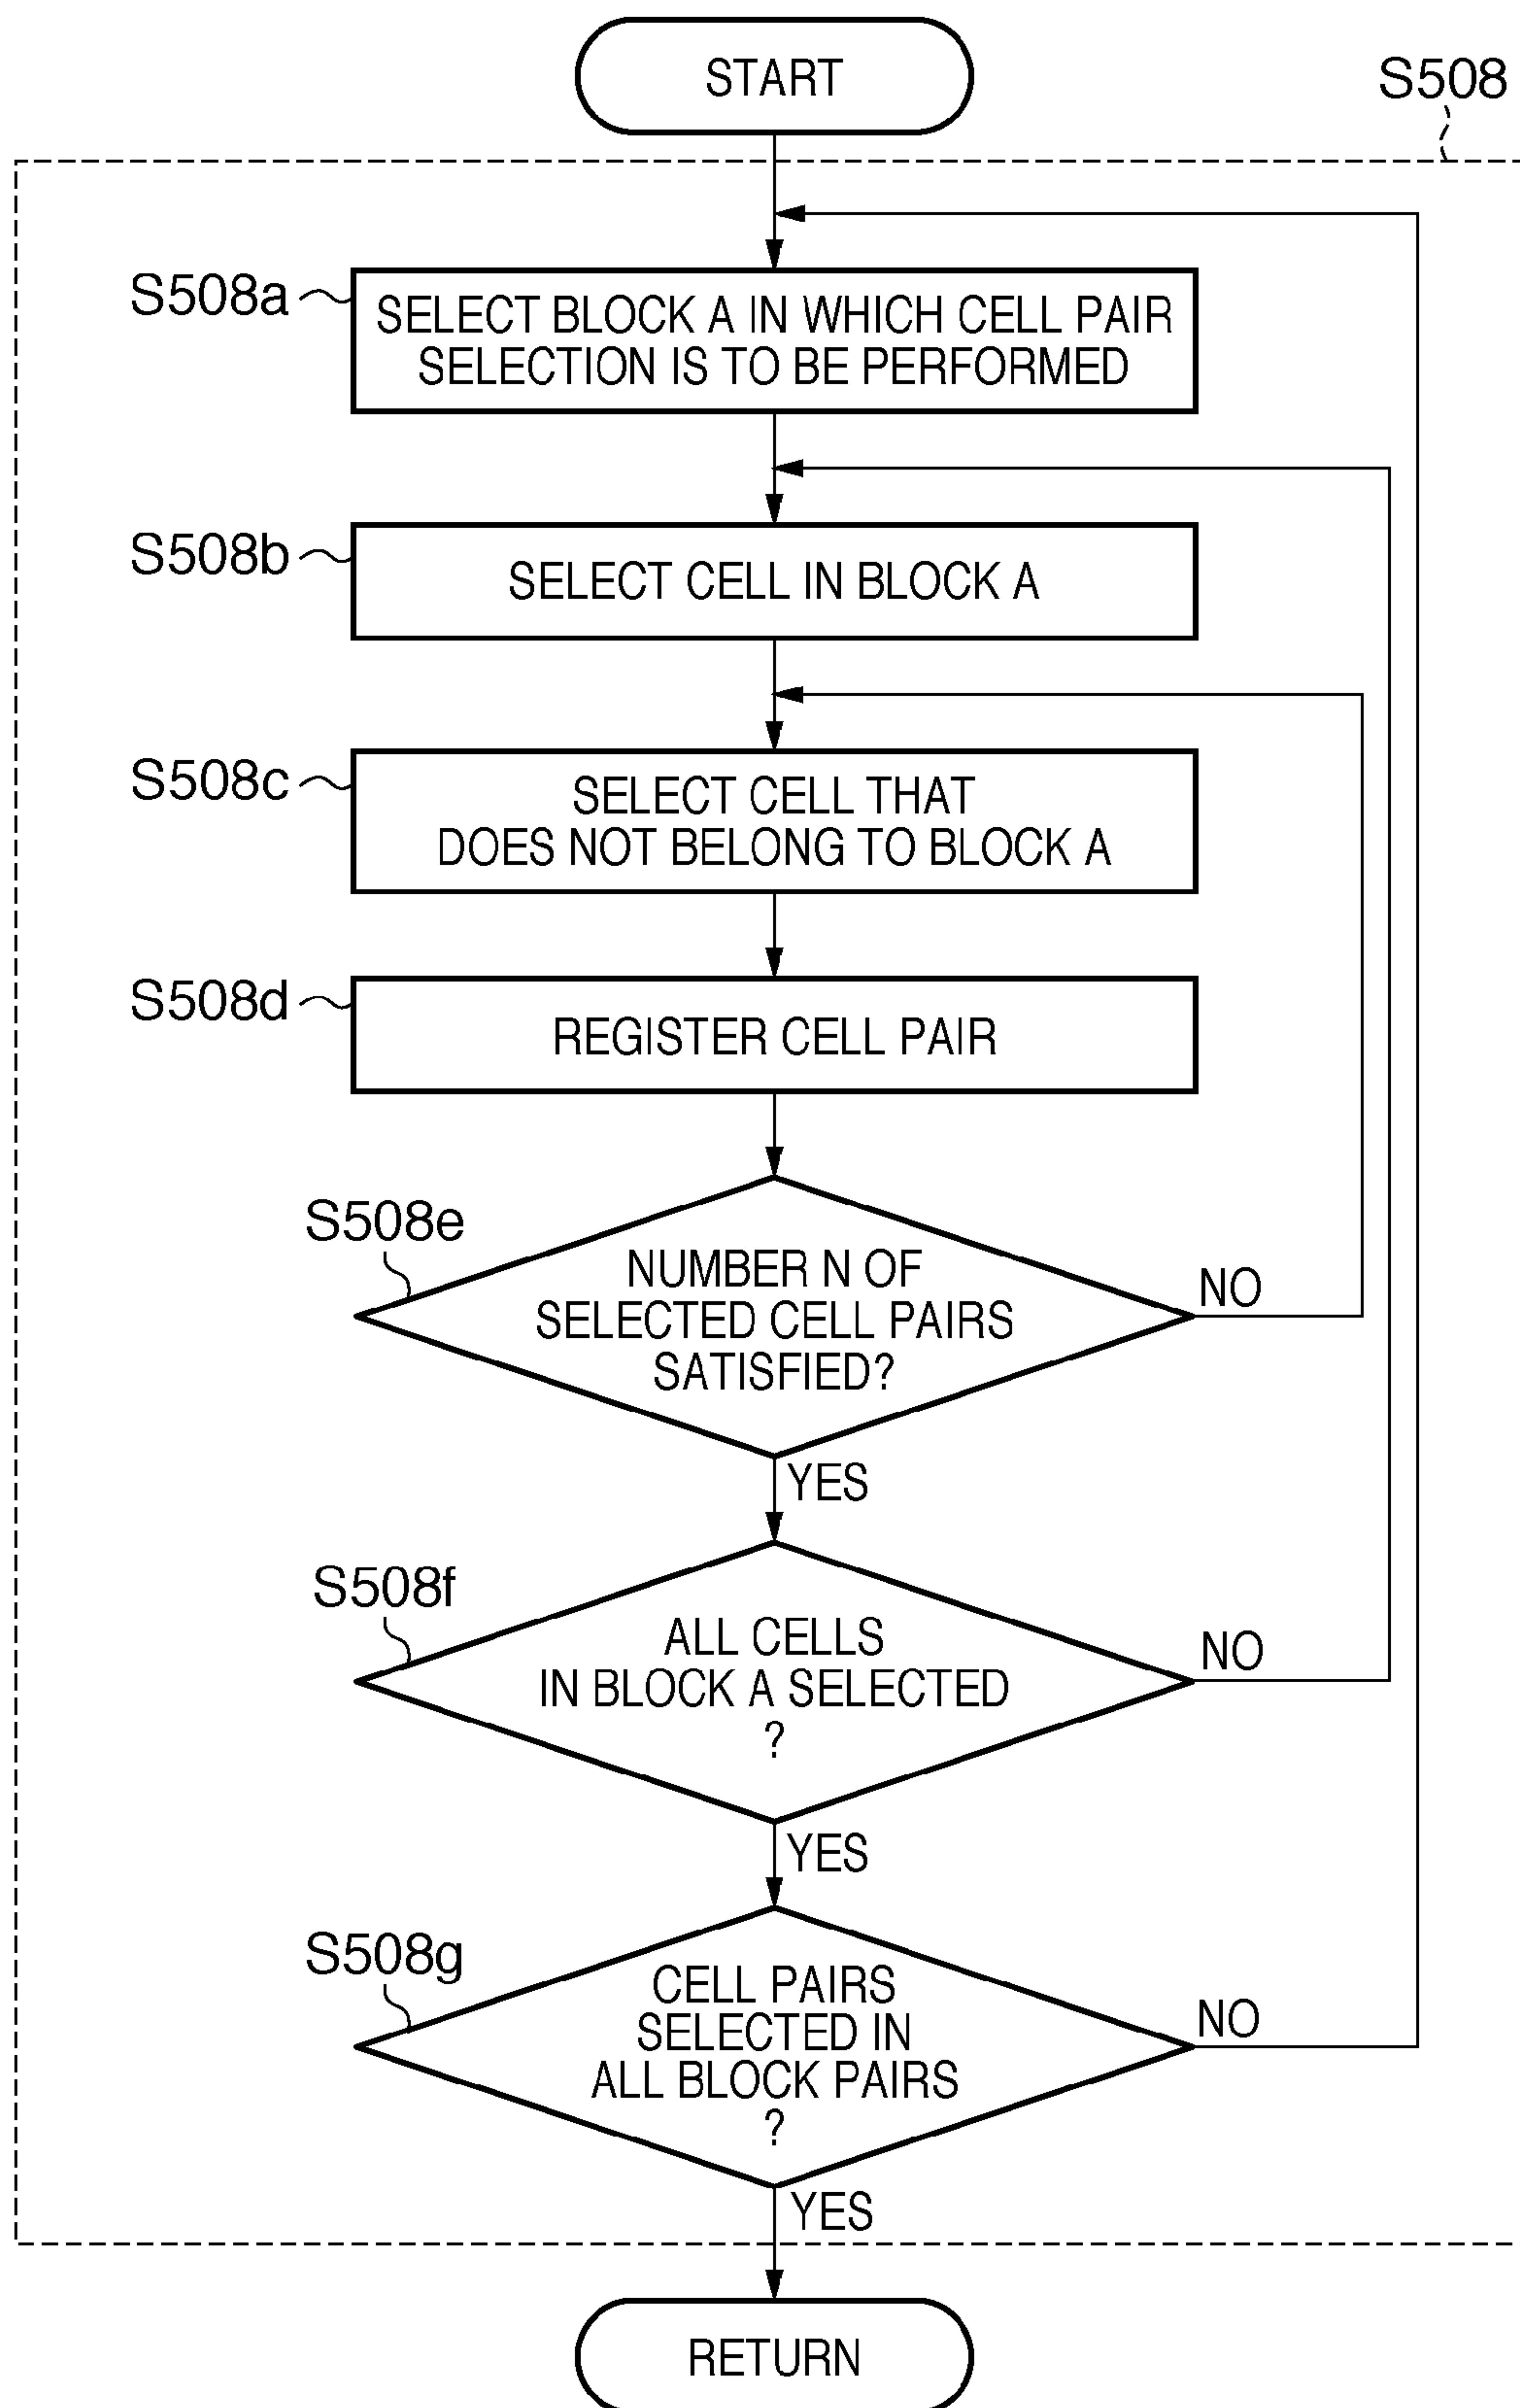 START
S508
S508a
SELECT BLOCK A IN WHICH CELL PAIR
SELECTION IS TO BE PERFORMED
S508b
SELECT CELL IN BLOCK A
S508c
SELECT CELL THAT
DOES NOT BELONG TO BLOCK A
S508d
REGISTER CELL PAIR
S508e
NUMBER N OF
SELECTED CELL PAIRS
SATISFIED?
NO
YES
S508f
ALL CELLS
IN BLOCK A SELECTED
?
NO
YES
S508g
CELL PAIRS
SELECTED IN
ALL BLOCK PAIRS
?
NO
YES
RETURN